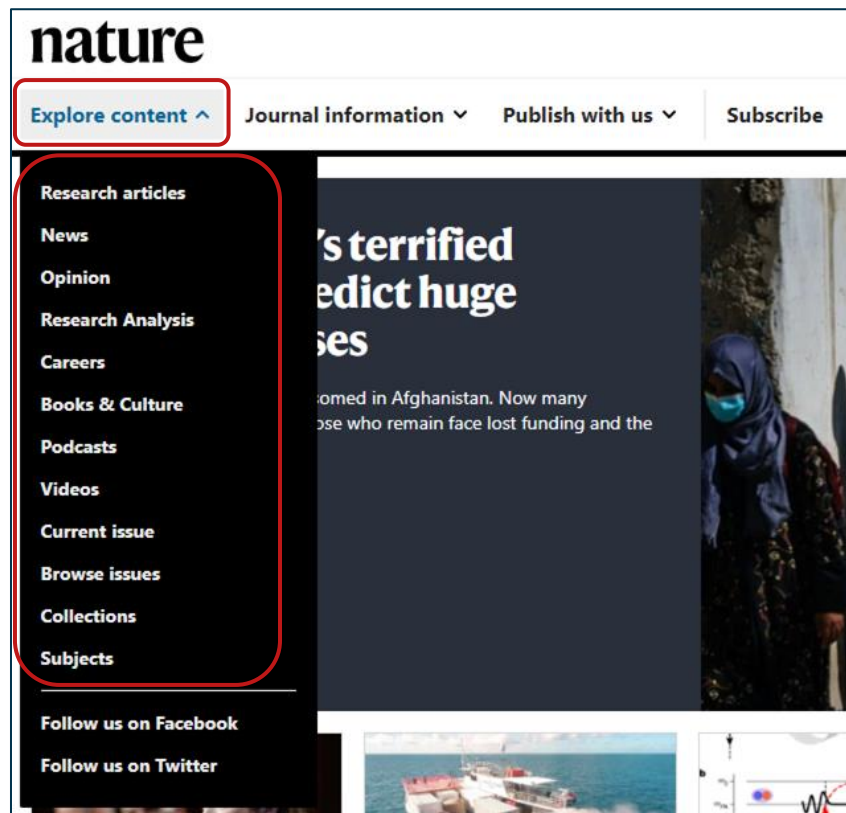 nature
Explore content
Journal information
Publish with us
Subscribe
Research articles
News
Opinion
Research Analysis
Careers
Books & Culture
Podcasts
Videos
Current issue
Browse issues
Collections
Subjects
Follow us on Facebook
Follow us on Twitter
's terrified
edict huge
ses
somed in Afghanistan. Now many
ose who remain face lost funding and the
b